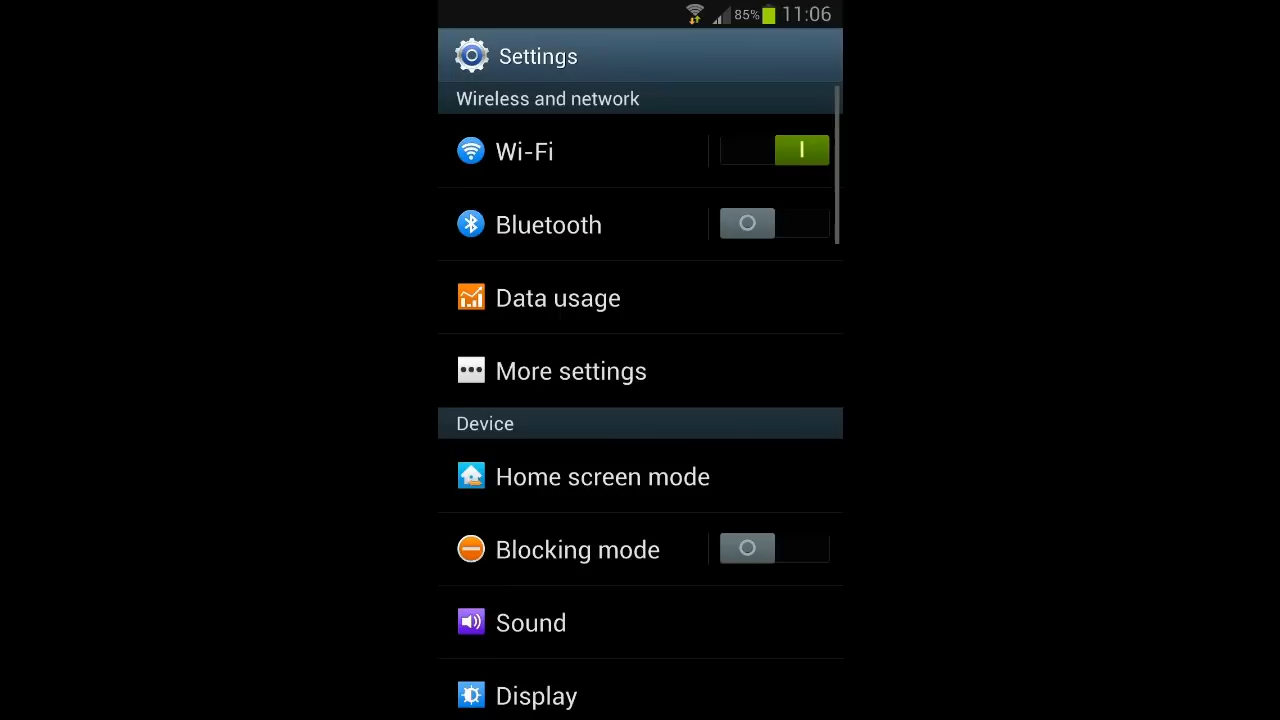 85% 11:06
Settings
Wireless and network
Wi-Fi
Bluetooth
Data usage
More settings
Device
Home screen mode
Blocking mode
Sound
Display